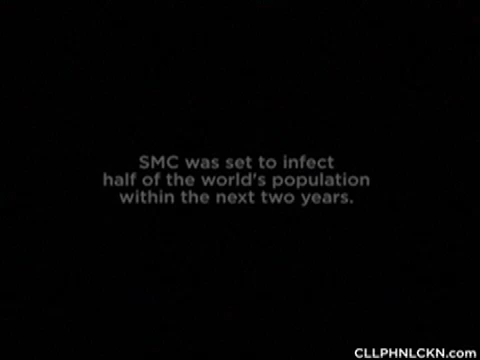 SMC was set to infect
half of the world's population
within the next two years.
CLLPHNLCKN.com